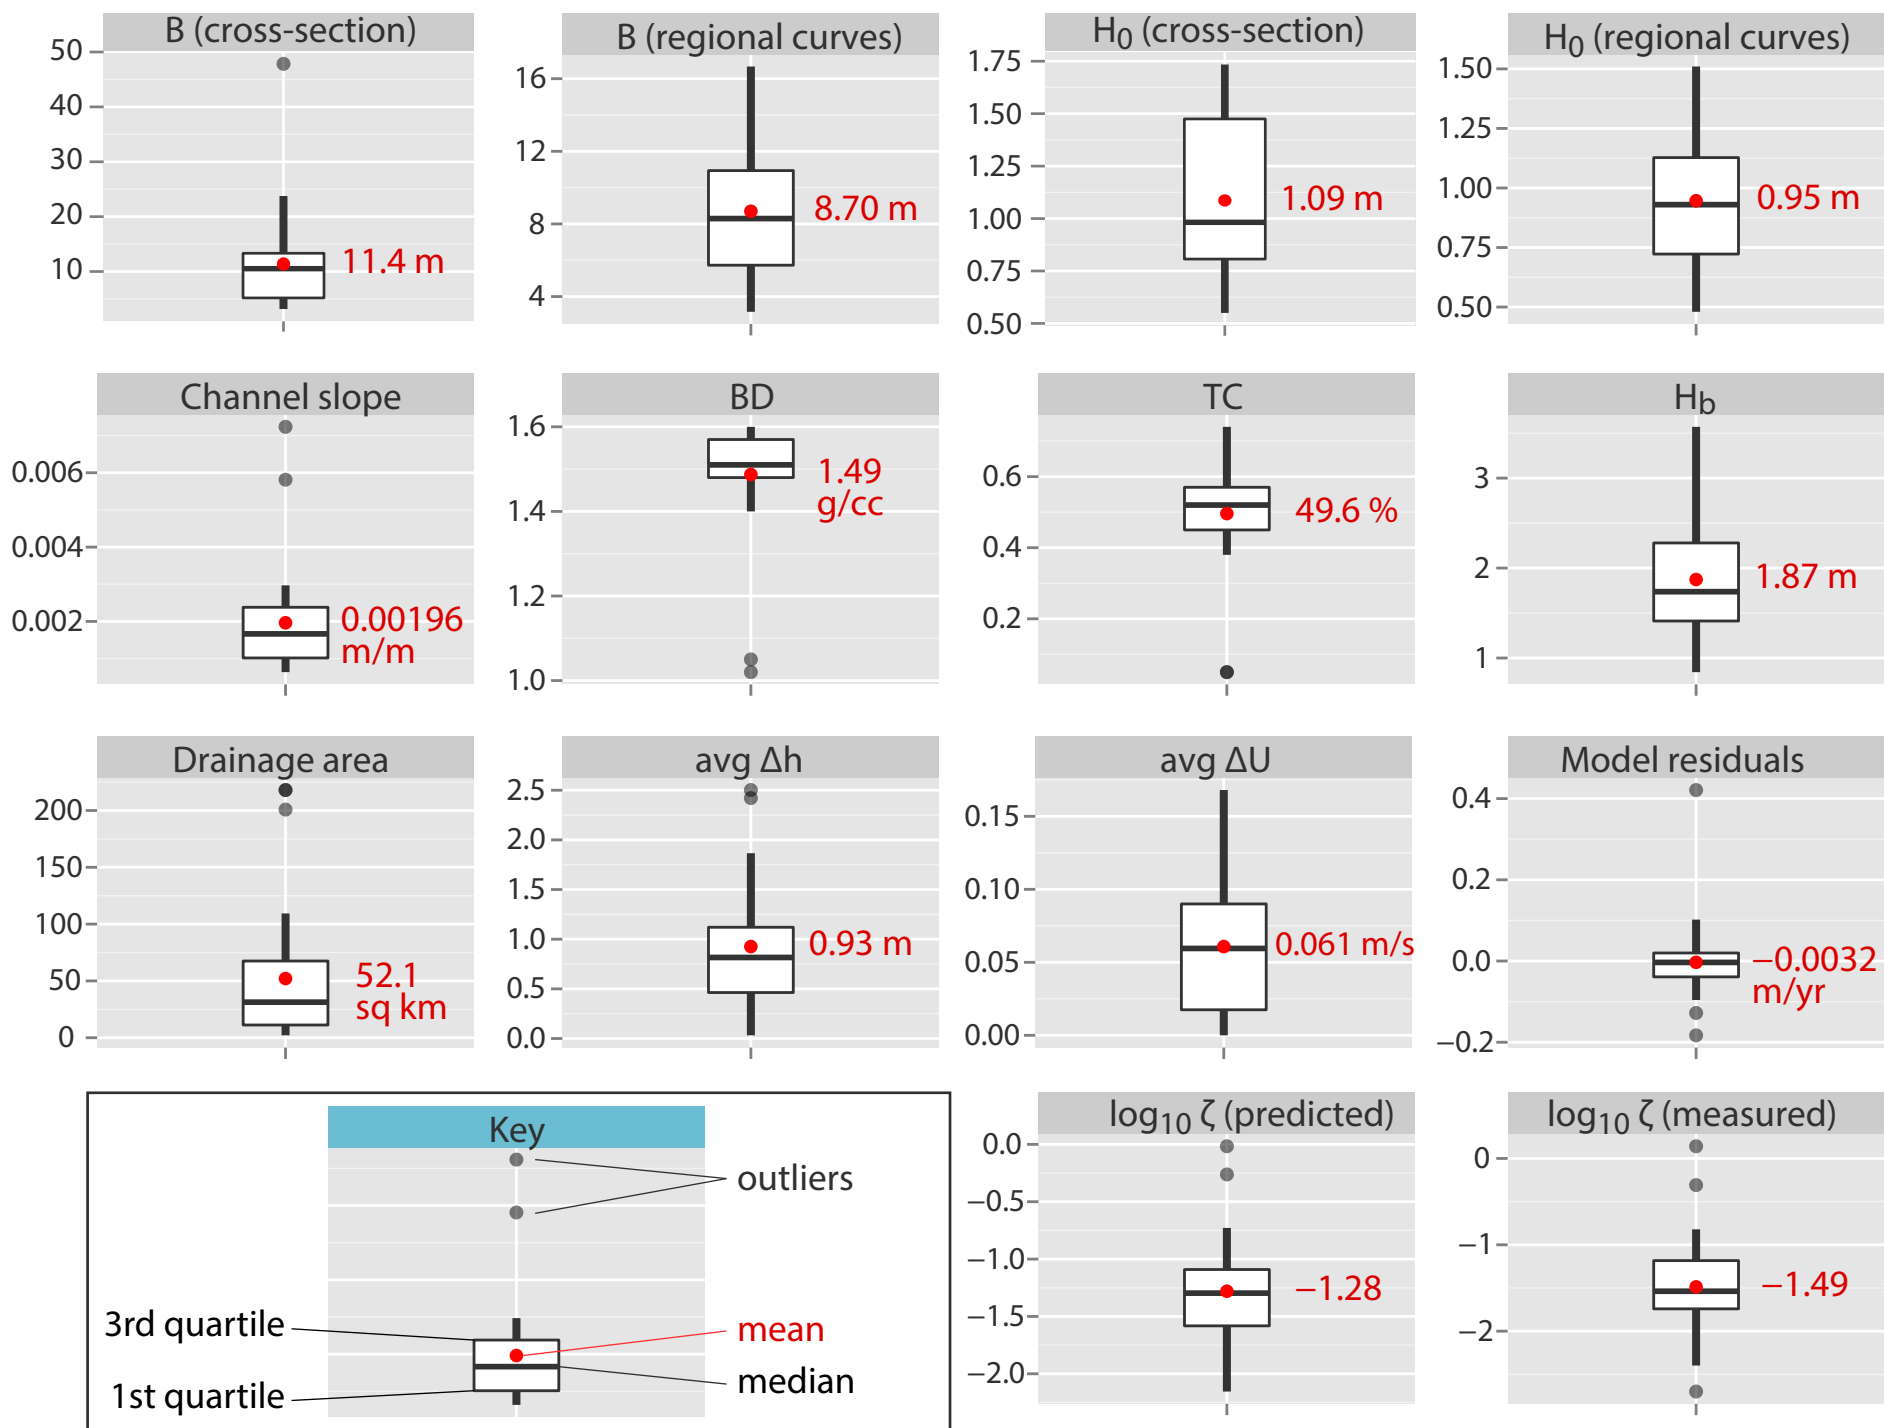 B (cross-section)
50
40
30
20
10
11.4 m
B (regional curves)
16
12
8
4
8.70 m
H₀ (cross-section)
1.75
1.50
1.25
1.00
0.75
0.50
1.09 m
H₀ (regional curves)
1.50
1.25
1.00
0.75
0.50
0.95 m
Channel slope
0.006
0.004
0.002
0.00196
m/m
BD
1.6
1.4
1.2
1.0
1.49
g/cc
TC
0.6
0.4
0.2
49.6 %
H_b
3
2
1
1.87 m
Drainage area
200
150
100
50
0
52.1
sq km
avg Δh
2.5
2.0
1.5
1.0
0.5
0.0
0.93 m
avg ΔU
0.15
0.10
0.05
0.00
0.061 m/s
Model residuals
0.4
0.2
0.0
−0.2
−0.0032
m/yr
Key
outliers
3rd quartile
mean
1st quartile
median
log₁₀ ζ (predicted)
0.0
−0.5
−1.0
−1.5
−2.0
−1.28
log₁₀ ζ (measured)
0
−1
−2
−1.49